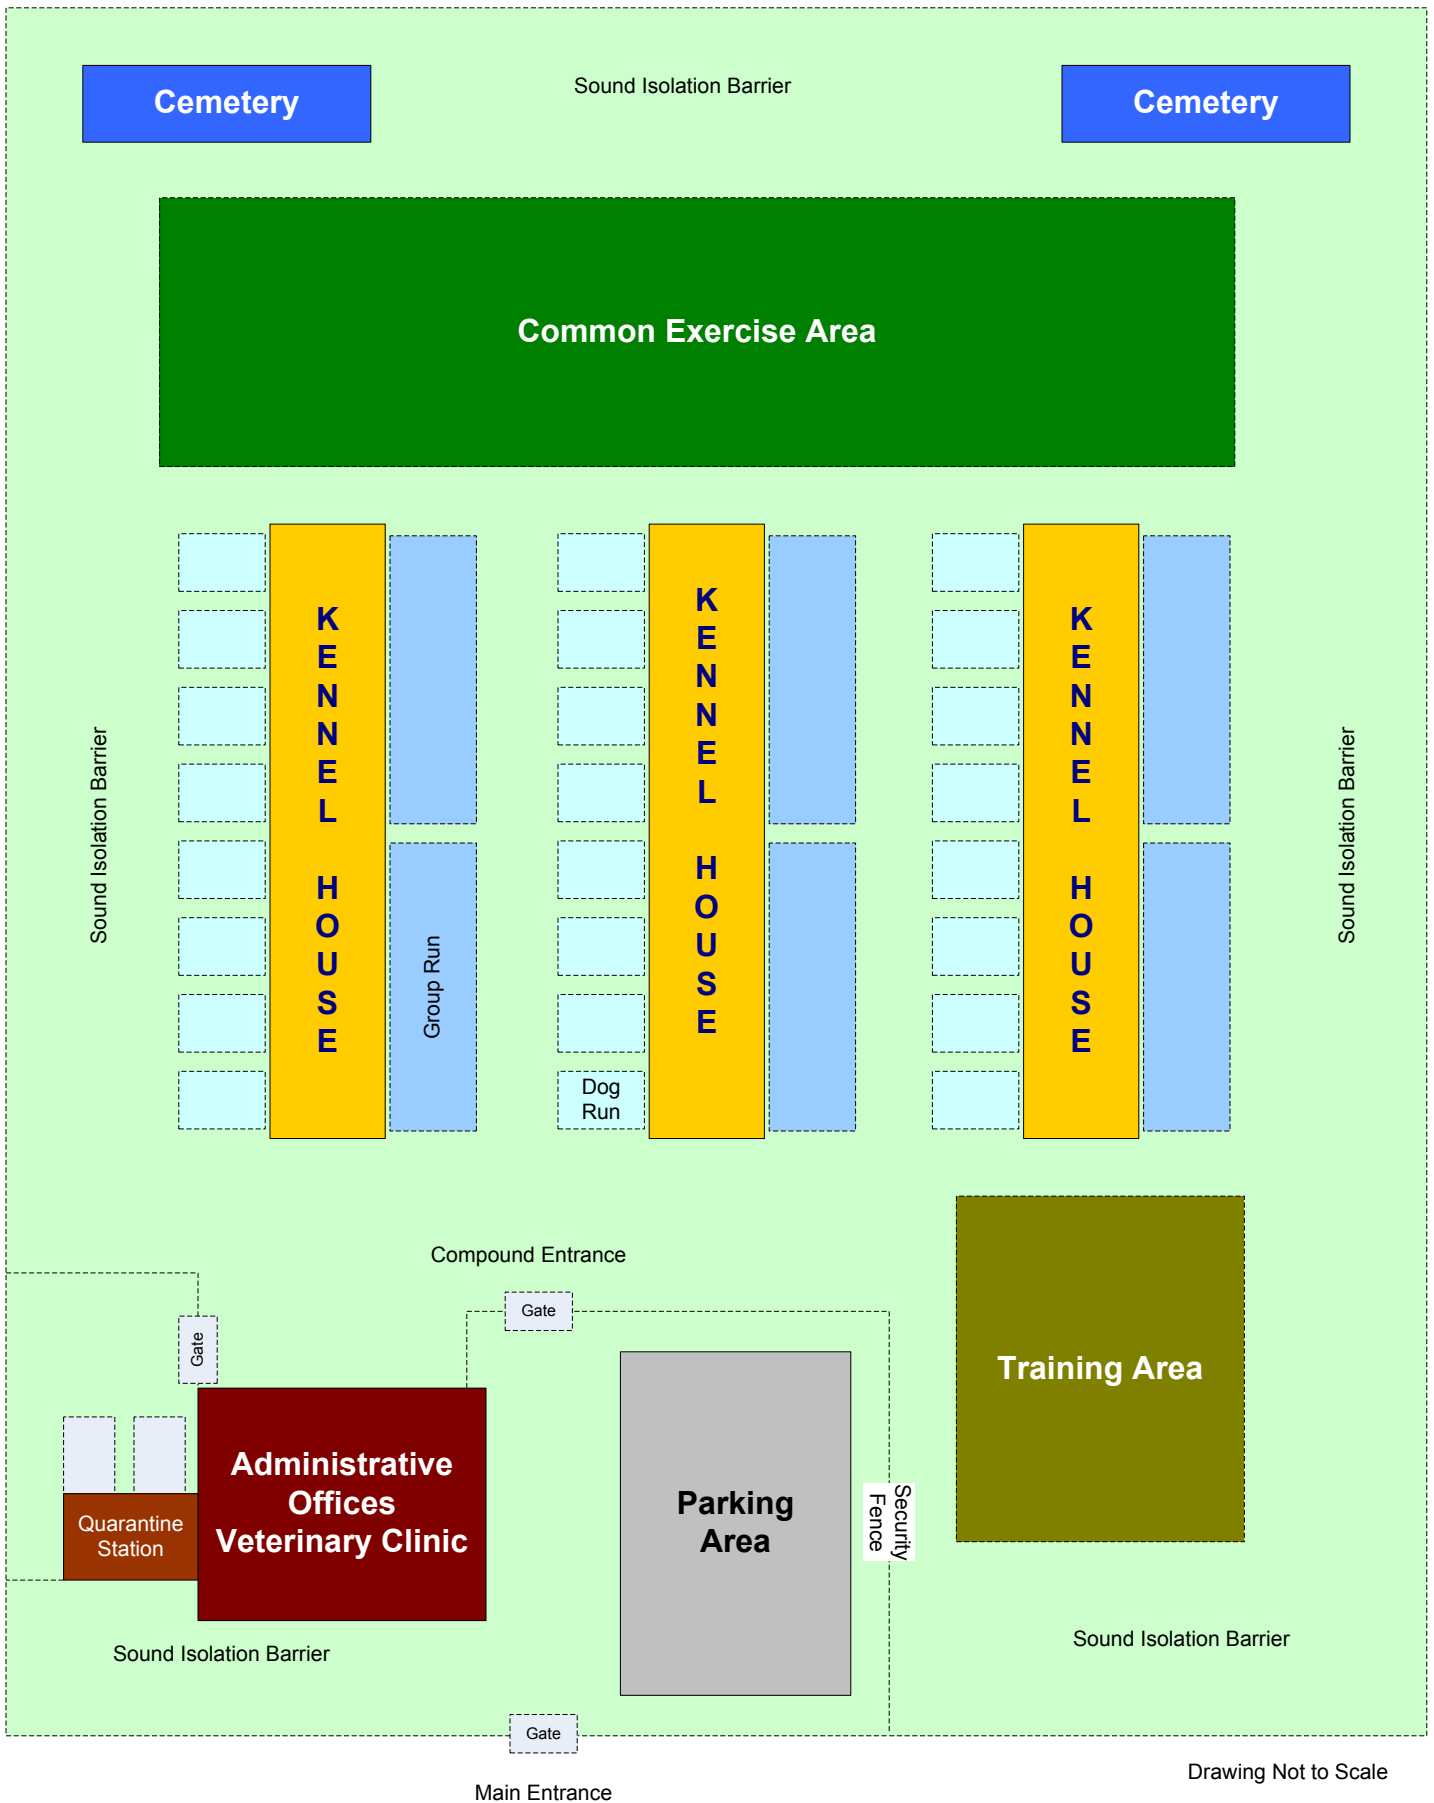 Sound Isolation Barrier
Cemetery
Cemetery
Common Exercise Area
KENNEL HOUSE
KENNEL HOUSE
KENNEL HOUSE
Sound Isolation Barrier
Sound Isolation Barrier
Group Run
Dog
Run
Compound Entrance
Gate
Gate
Training Area
Administrative
Offices
Veterinary Clinic
Parking
Area
Security
Fence
Quarantine
Station
Sound Isolation Barrier
Sound Isolation Barrier
Gate
Main Entrance
Drawing Not to Scale